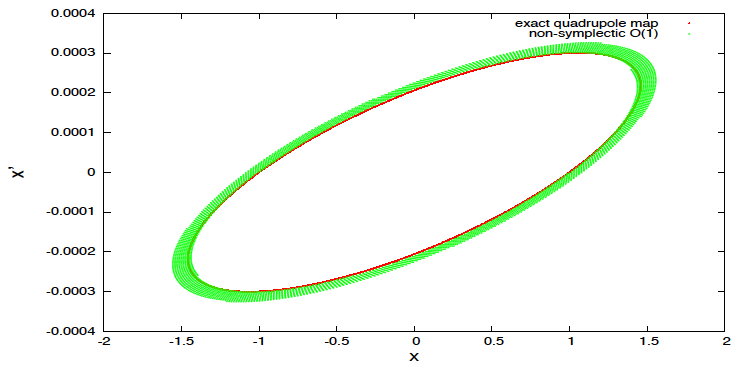 exact quadrupole map
non-symplectic O(1)
0.0004
0.0003
0.0002
0.0001
0
-0.0001
-0.0002
-0.0003
-0.0004
x'
-2 -1.5 -1 -0.5 0 0.5 1 1.5 2
x